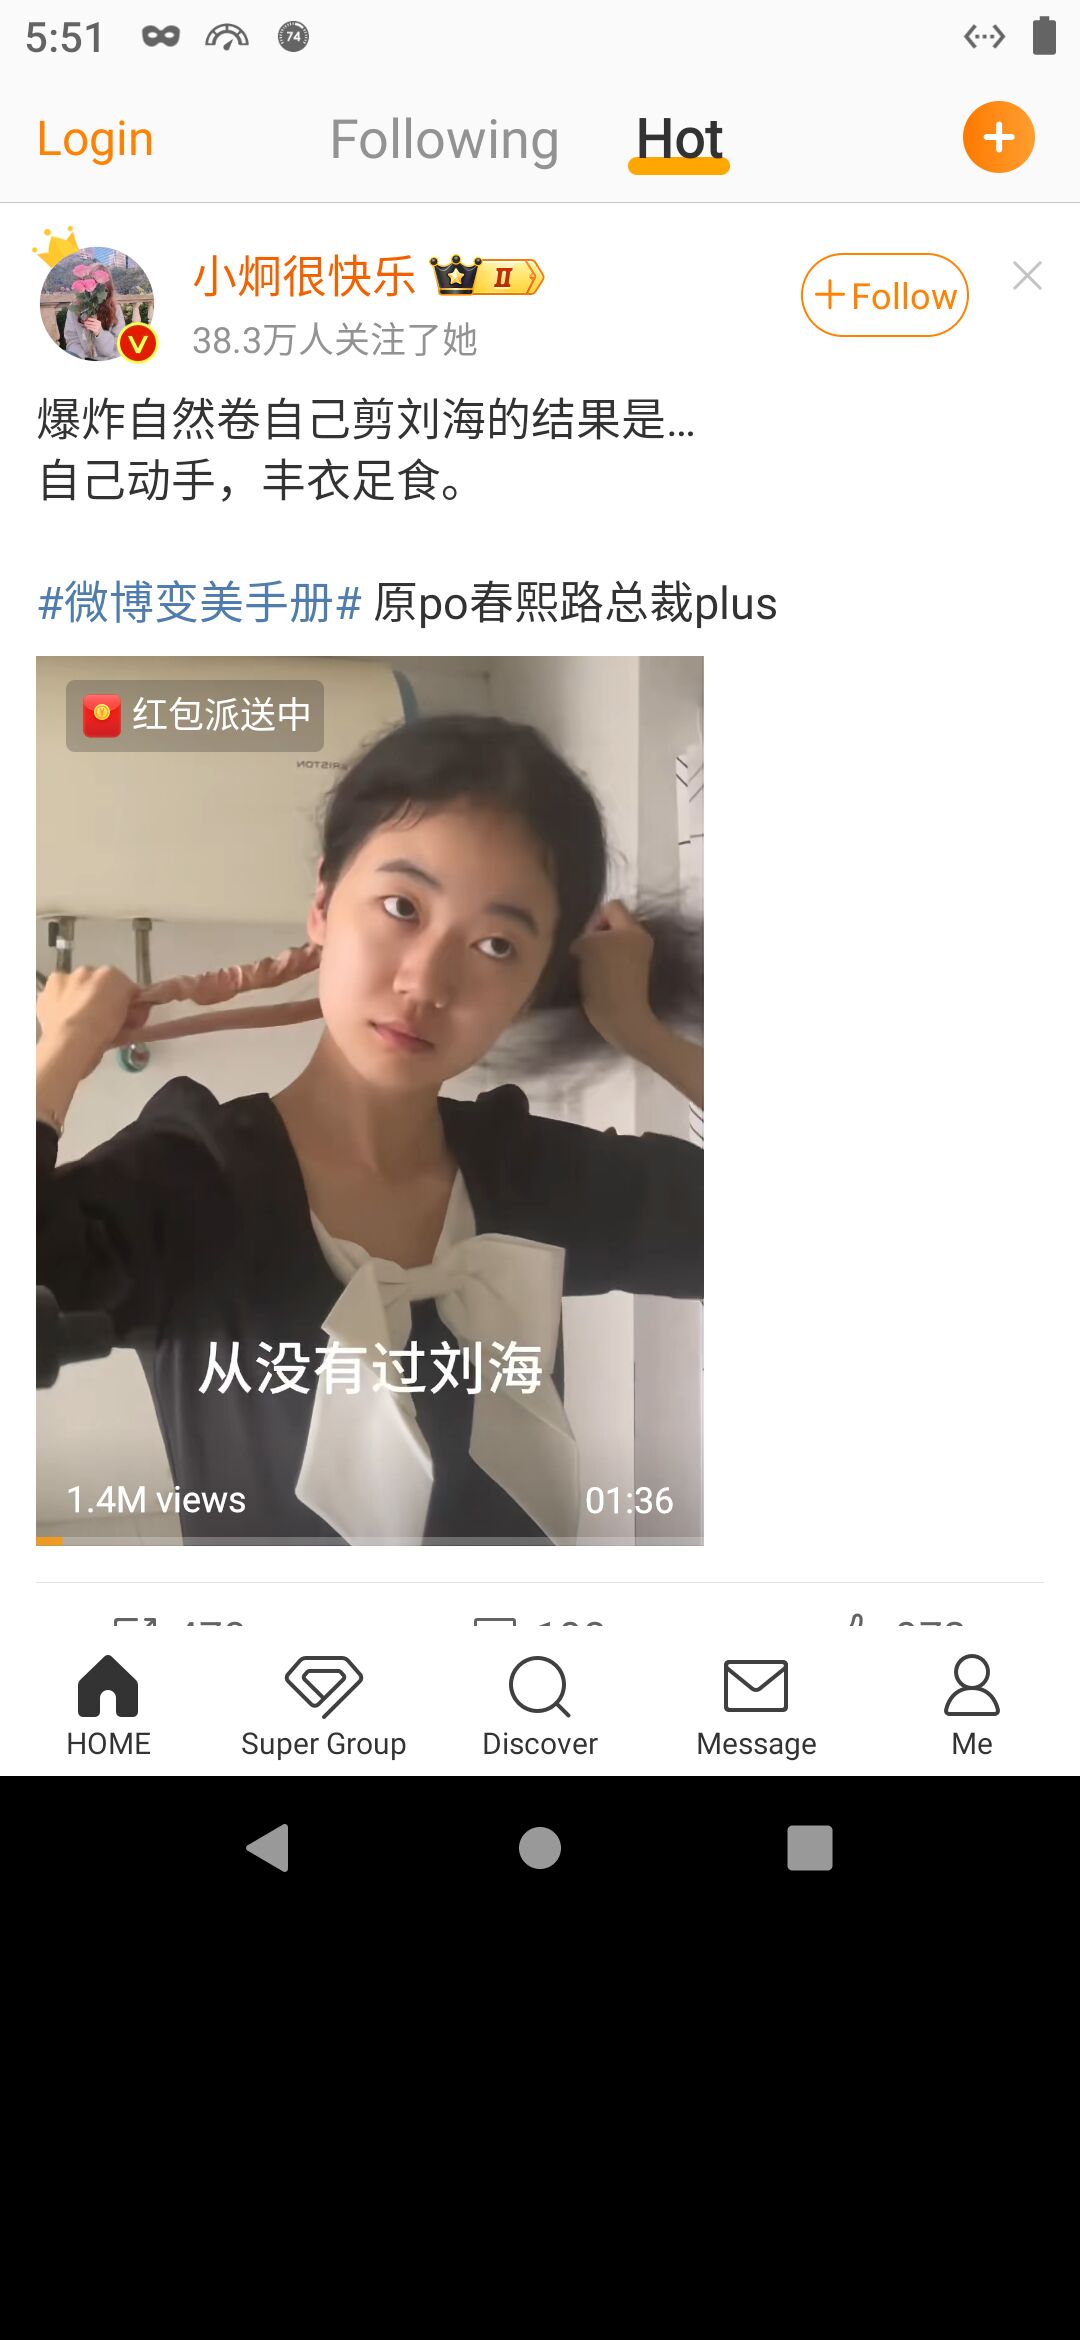 5:51
74
Login
Following
Hot
小炯很快乐
II
38.3万人关注了她
+Follow
爆炸自然卷自己剪刘海的结果是...
自己动手，丰衣足食。
#微博变美手册# 原po春熙路总裁plus
红包派送中
从没有过刘海
1.4M views
01:36
HOME
Super Group
Discover
Message
Me